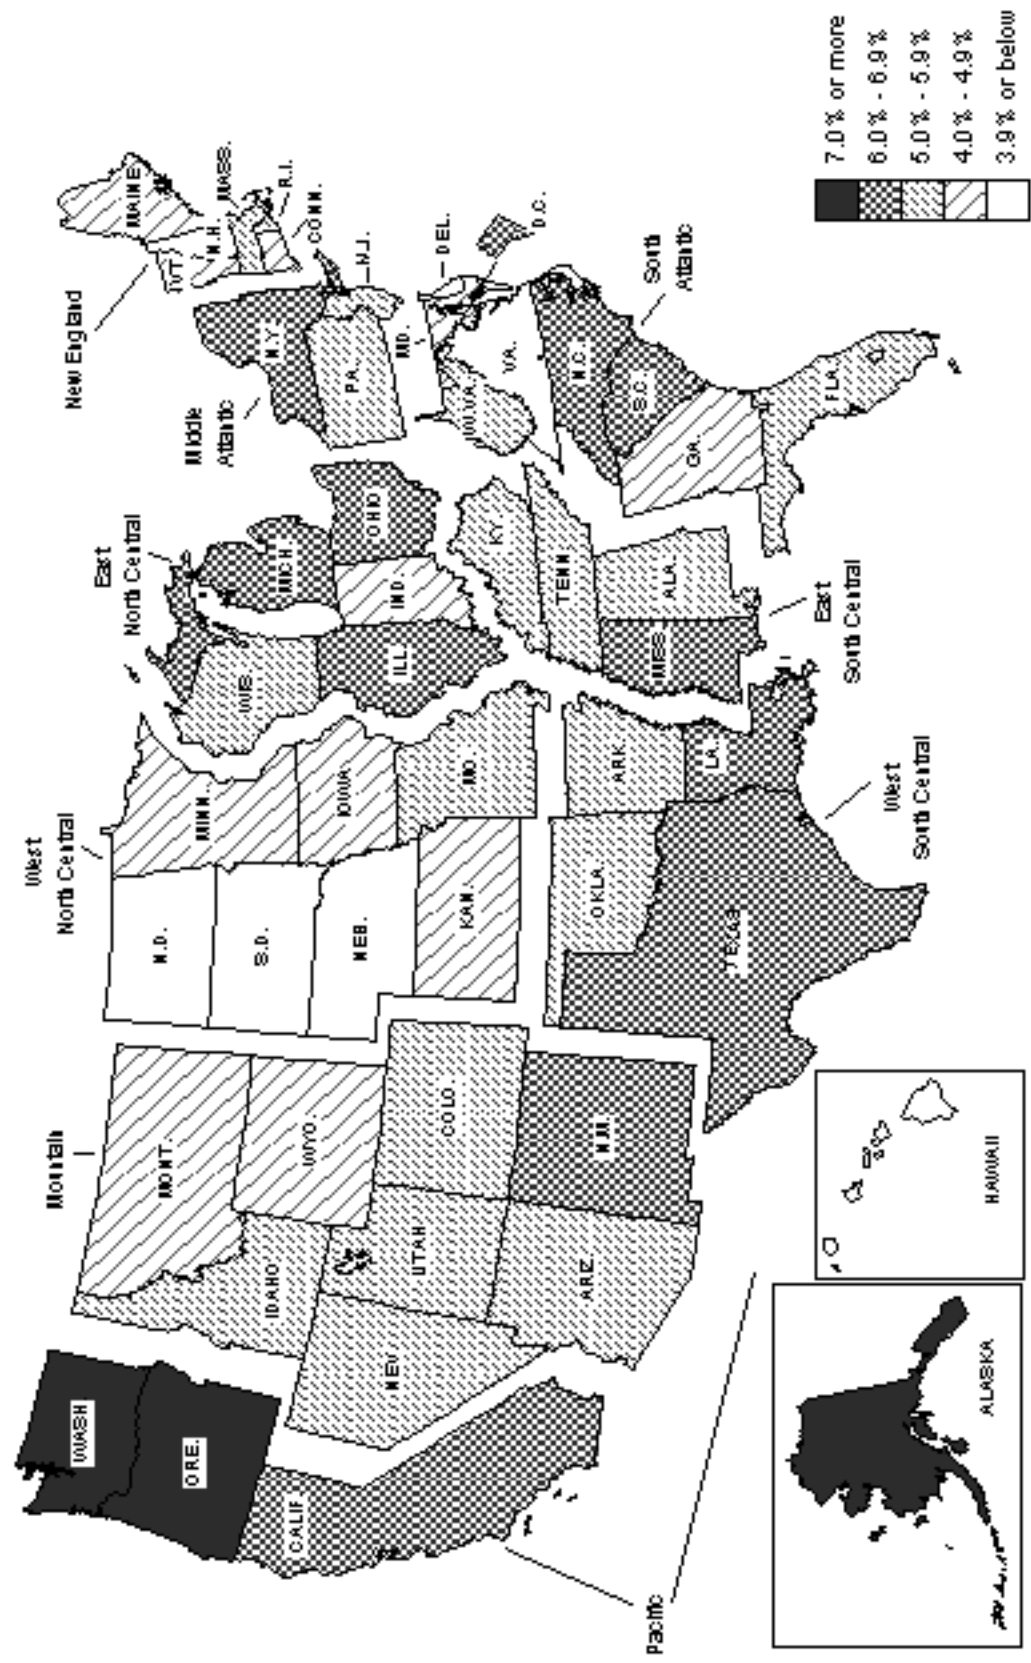 Pacific
Mountain
West
North Central
East
North Central
Middle
Atlantic
New England
WASH
ORE.
CALIF.
NEV.
IDAHO
MONT.
WYO.
UTAH
COLO
ARIZ.
N.M.
N.D.
S.D.
NEB.
KAN.
MINN.
IOWA
MO.
OKLA.
TEXAS
ARK.
LA.
WIS.
ILL.
MICH.
IND.
OHIO
KY.
TENN
MISS
ALA.
N.Y.
PA.
N.J.
MAINE
VT.
N.H.
MASS.
R.I.
CONN.
DEL.
MD.
D.C.
W.VA.
VA.
N.C.
S.C.
GA.
FLA.
South
Atlantic
East
South Central
West
South Central
ALASKA
HAWAII
7.0% or more
6.0% - 6.9%
5.0% - 5.9%
4.0% - 4.9%
3.9% or below